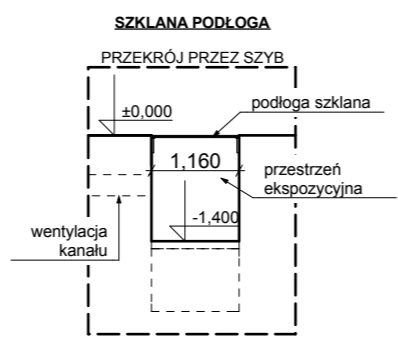 SZKLANA PODŁOGA
PRZEKRÓJ PRZEZ SZYB
±0,000
podłoga szklana
1,160
przestrzeń
ekspozycyjna
-1,400
wentylacja
kanału